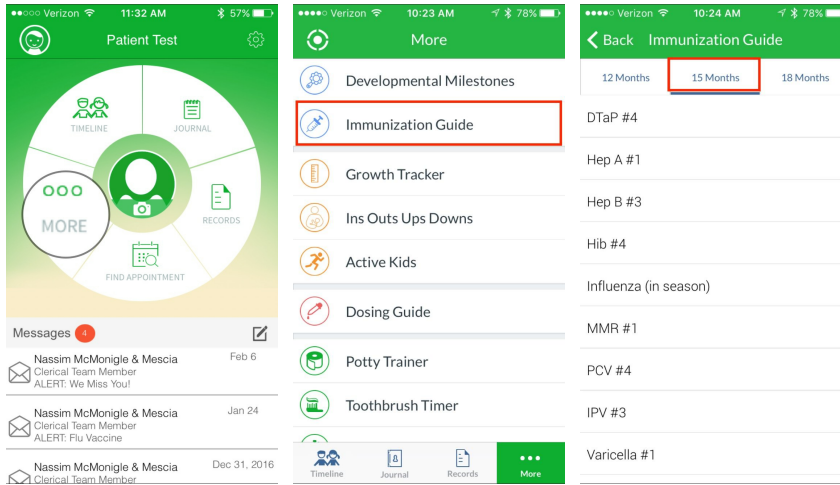 Verizon 11:32 AM 57%
Patient Test
TIMELINE
JOURNAL
MORE
RECORDS
FIND APPOINTMENT
Messages 4
Nassim McMonigle & Mescia Feb 6
Clerical Team Member
ALERT: We Miss You!
Nassim McMonigle & Mescia Jan 24
Clerical Team Member
ALERT: Flu Vaccine
Nassim McMonigle & Mescia Dec 31, 2016
Clerical Team Member
Verizon 10:23 AM 78%
More
Developmental Milestones
Immunization Guide
Growth Tracker
Ins Outs Ups Downs
Active Kids
Dosing Guide
Potty Trainer
Toothbrush Timer
Timeline Journal Records More
Verizon 10:24 AM 78%
Back Immunization Guide
12 Months 15 Months 18 Months
DTaP #4
Hep A #1
Hep B #3
Hib #4
Influenza (in season)
MMR #1
PCV #4
IPV #3
Varicella #1